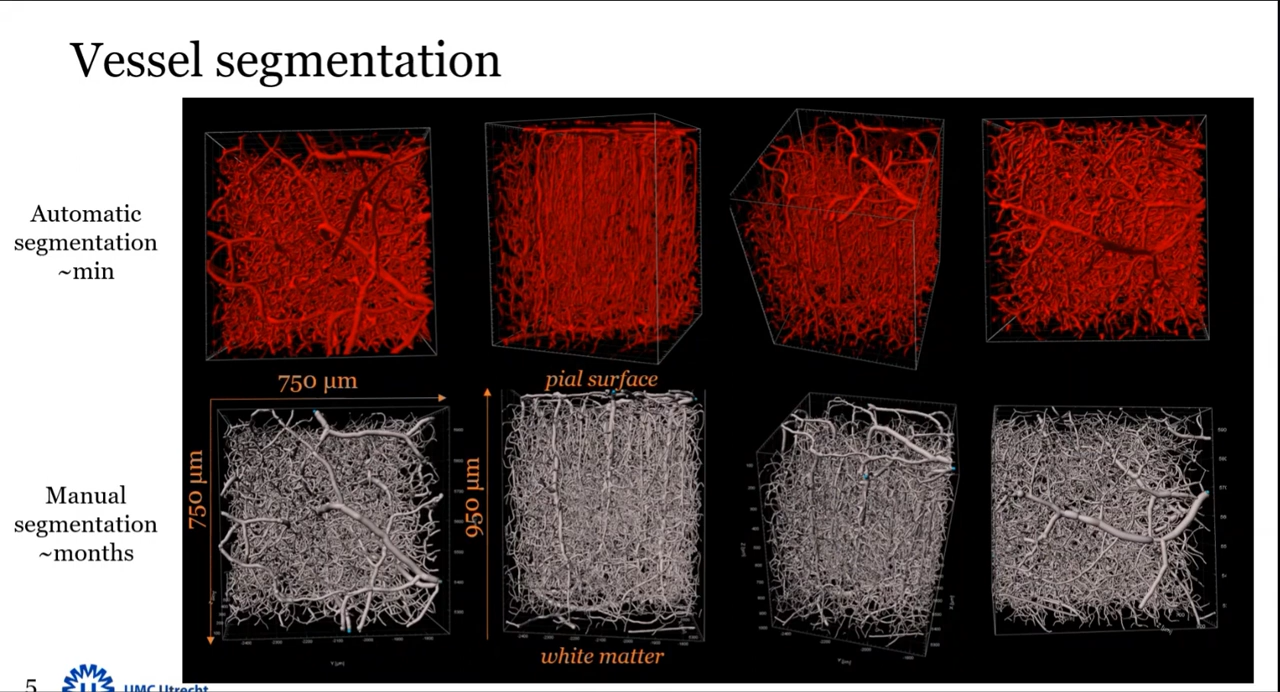 Vessel segmentation
Automatic
segmentation
~min
750 µm
pial surface
750 µm
950 µm
Manual
segmentation
~months
white matter
5
UMC Utrecht